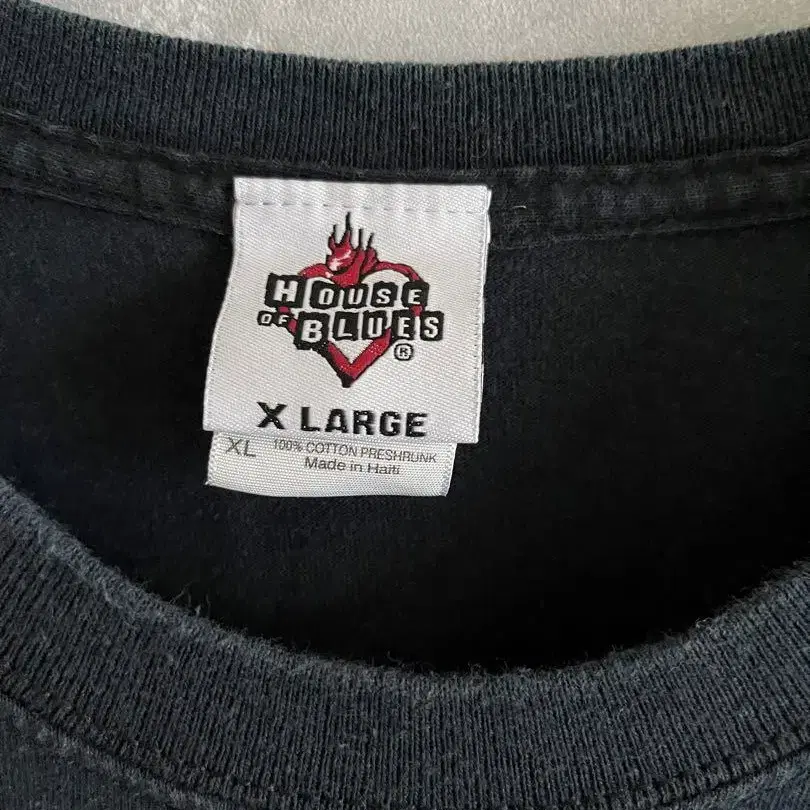 HOUSE
OF BLUES
®
X LARGE
XL 100% COTTON PRESHRUNK
Made in Haiti